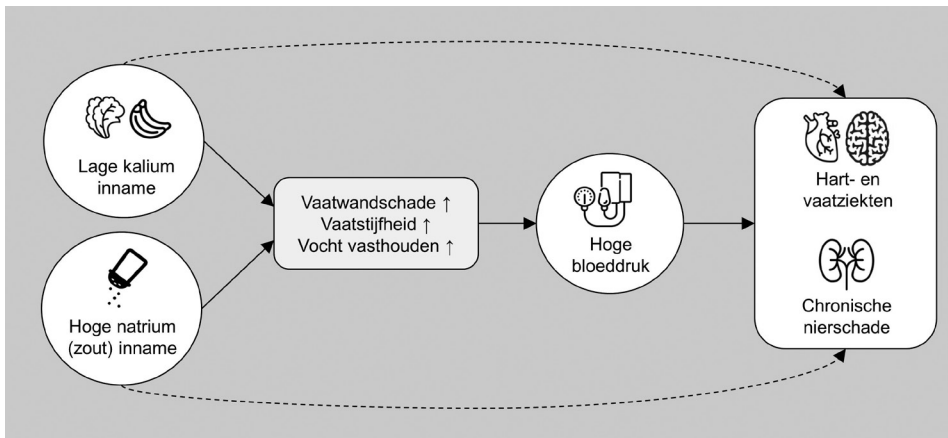 Lage kalium
inname
Hoge natrium
(zout) inname
Vaatwandschade ↑
Vaatstijfheid ↑
Vocht vasthouden ↑
Hoge
bloeddruk
Hart- en
vaatziekten
Chronische
nierschade